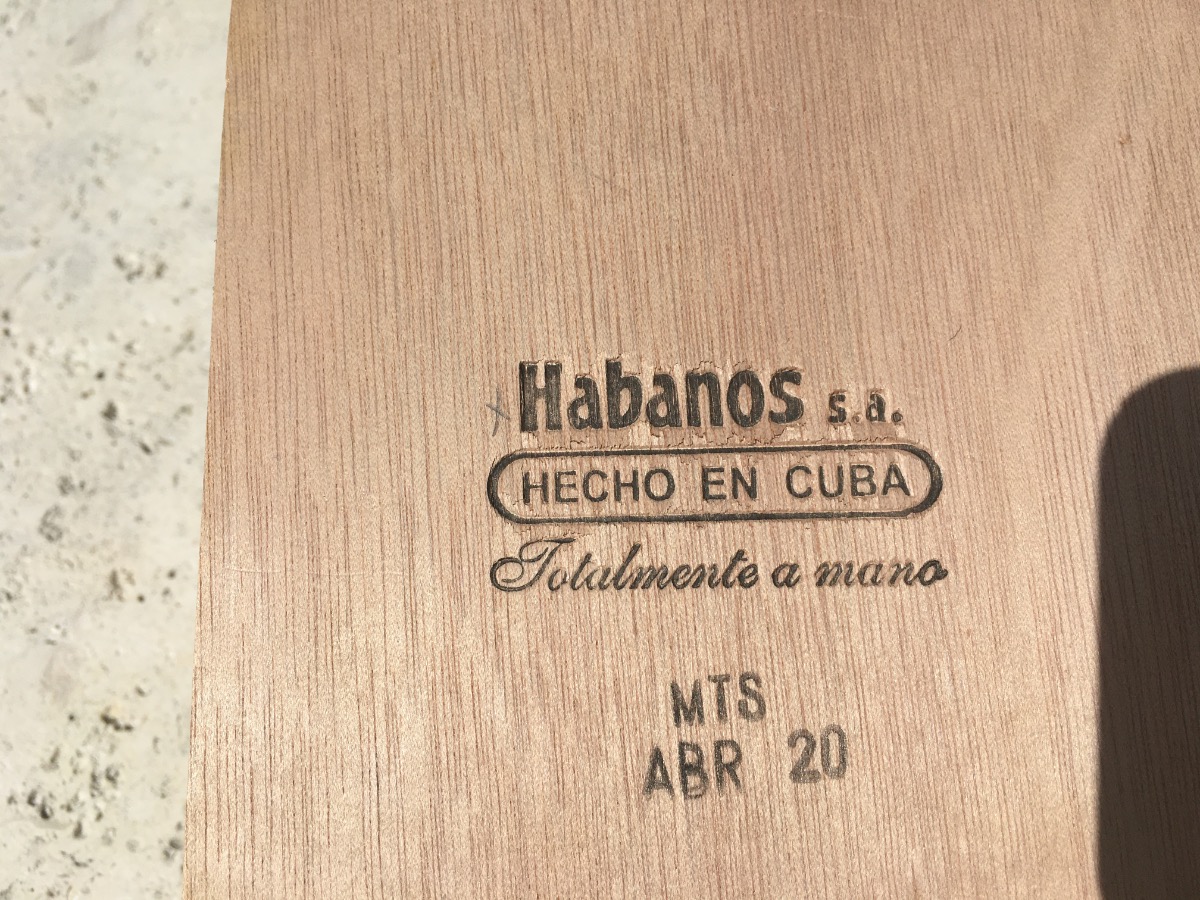 Habanos s.a.
HECHO EN CUBA
Totalmente a mano
MTS
ABR 20